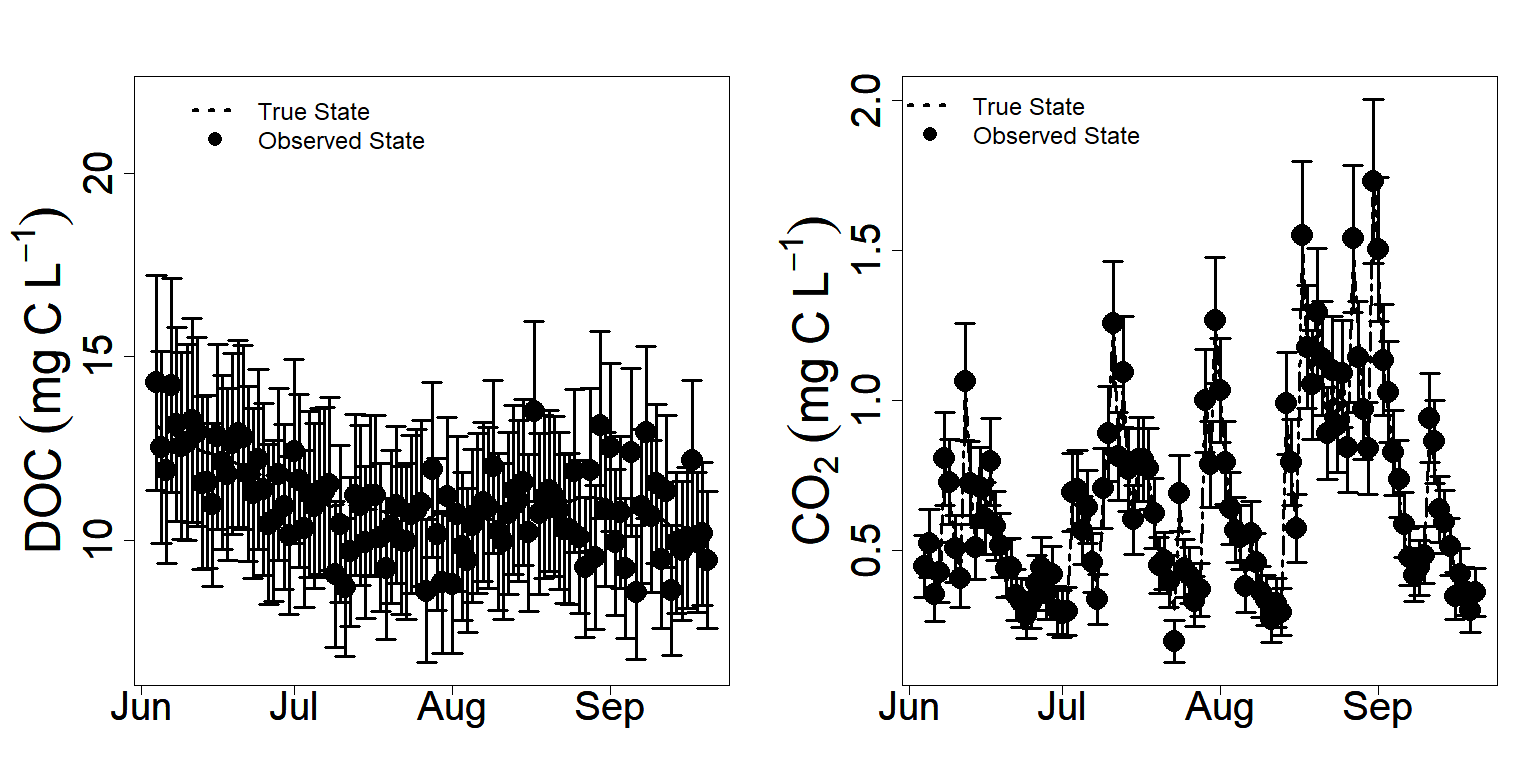 True State
Observed State
DOC (mg C L⁻¹)
20
15
10
Jun Jul Aug Sep
True State
Observed State
CO₂ (mg C L⁻¹)
2.0
1.5
1.0
0.5
Jun Jul Aug Sep